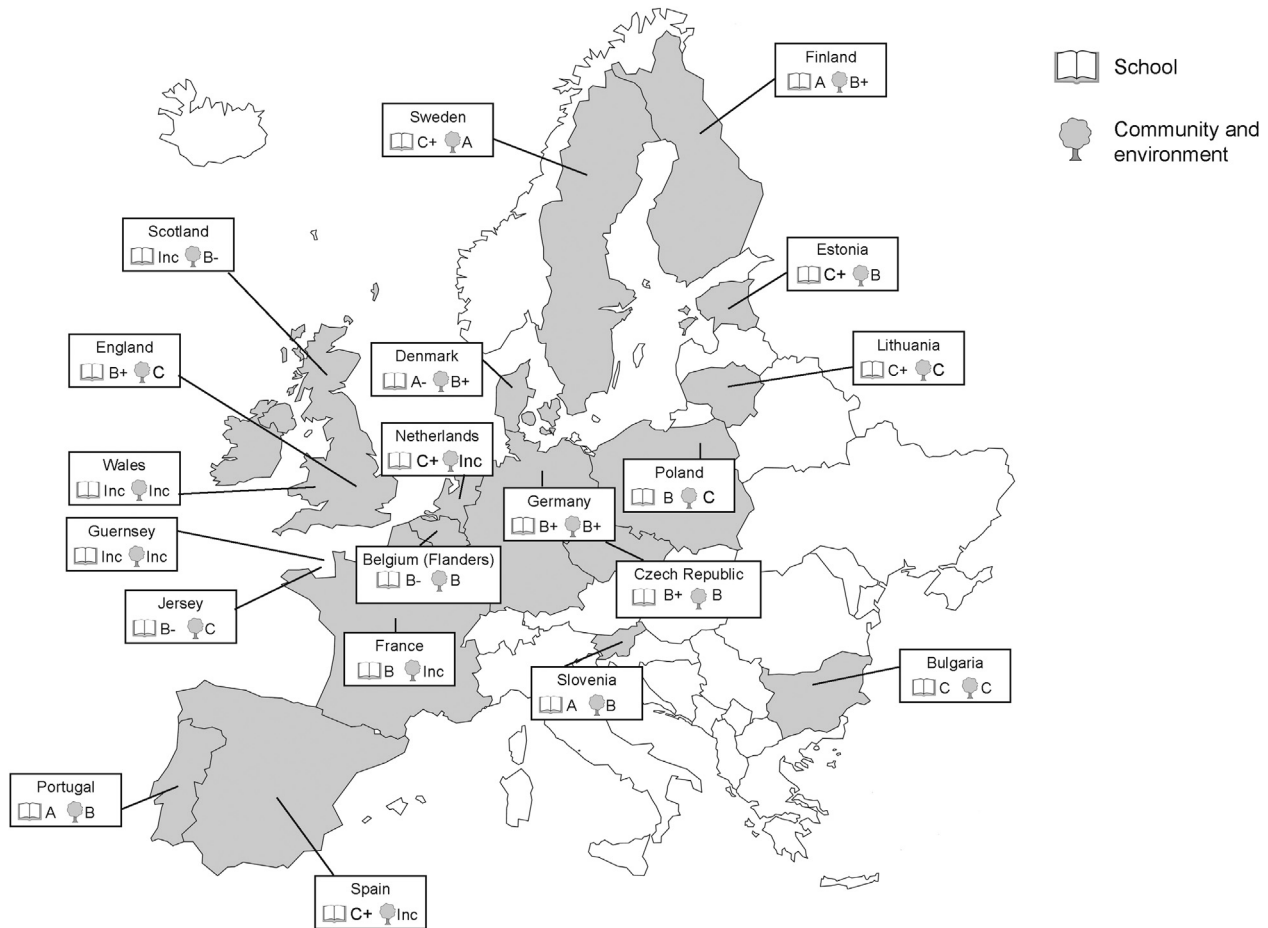 Finland
A B+
School
Sweden
C+ A
Community and
environment
Scotland
Inc B-
Estonia
C+ B
England
B+ C
Denmark
A- B+
Lithuania
C+ C
Netherlands
C+ Inc
Wales
Inc Inc
Poland
B C
Germany
B+ B+
Guernsey
Inc Inc
Belgium (Flanders)
B- B
Czech Republic
B+ B
Jersey
B- C
France
B Inc
Slovenia
A B
Bulgaria
C C
Portugal
A B
Spain
C+ Inc